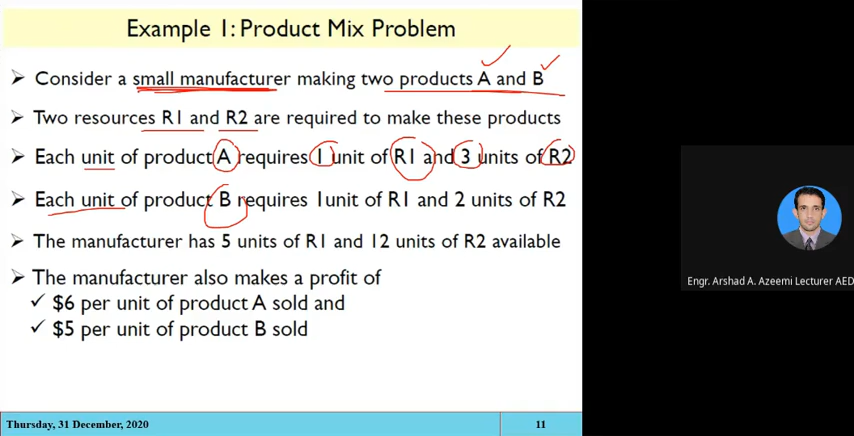 Example 1: Product Mix Problem
Consider a small manufacturer making two products A and B
Two resources R1 and R2 are required to make these products
Each unit of product A requires 1 unit of R1 and 3 units of R2
Each unit of product B requires 1unit of R1 and 2 units of R2
The manufacturer has 5 units of R1 and 12 units of R2 available
The manufacturer also makes a profit of
✓ $6 per unit of product A sold and
✓ $5 per unit of product B sold
Engr. Arshad A. Azeemi Lecturer AED
Thursday, 31 December, 2020
11